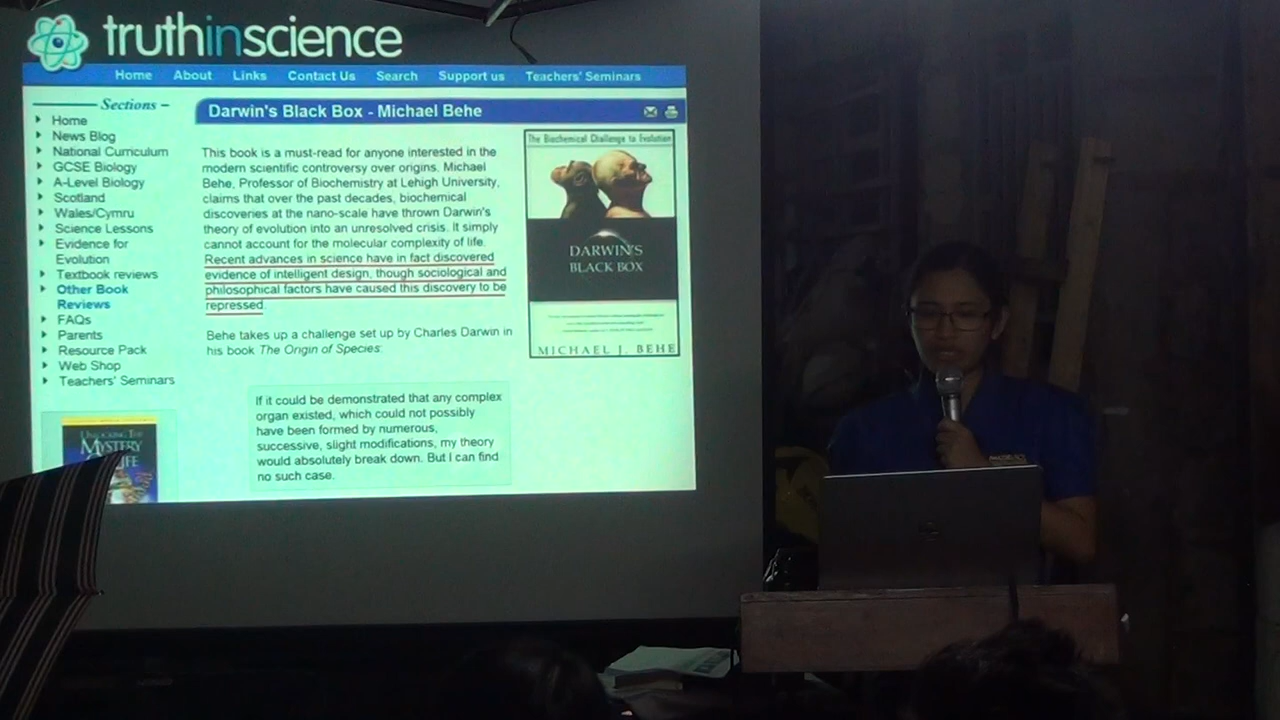 truthinscience
Home About Links Contact Us Search Support us Teachers' Seminars
Sections
Home
News Blog
National Curriculum
GCSE Biology
A-Level Biology
Scotland
Wales/Cymru
Science Lessons
Evidence for
Evolution
Textbook reviews
Other Book
Reviews
FAQs
Parents
Resource Pack
Web Shop
Teachers' Seminars
UNLOCKING THE
MYSTERY
LIFE
Darwin's Black Box - Michael Behe
This book is a must-read for anyone interested in the
modern scientific controversy over origins. Michael
Behe, Professor of Biochemistry at Lehigh University,
claims that over the past decades, biochemical
discoveries at the nano-scale have thrown Darwin's
theory of evolution into an unresolved crisis. It simply
cannot account for the molecular complexity of life.
Recent advances in science have in fact discovered
evidence of intelligent design, though sociological and
philosophical factors have caused this discovery to be
repressed.
Behe takes up a challenge set up by Charles Darwin in
his book The Origin of Species:
If it could be demonstrated that any complex
organ existed, which could not possibly
have been formed by numerous,
successive, slight modifications, my theory
would absolutely break down. But I can find
no such case.
The Biochemical Challenge to Evolution
DARWIN'S
BLACK BOX
MICHAEL J. BEHE